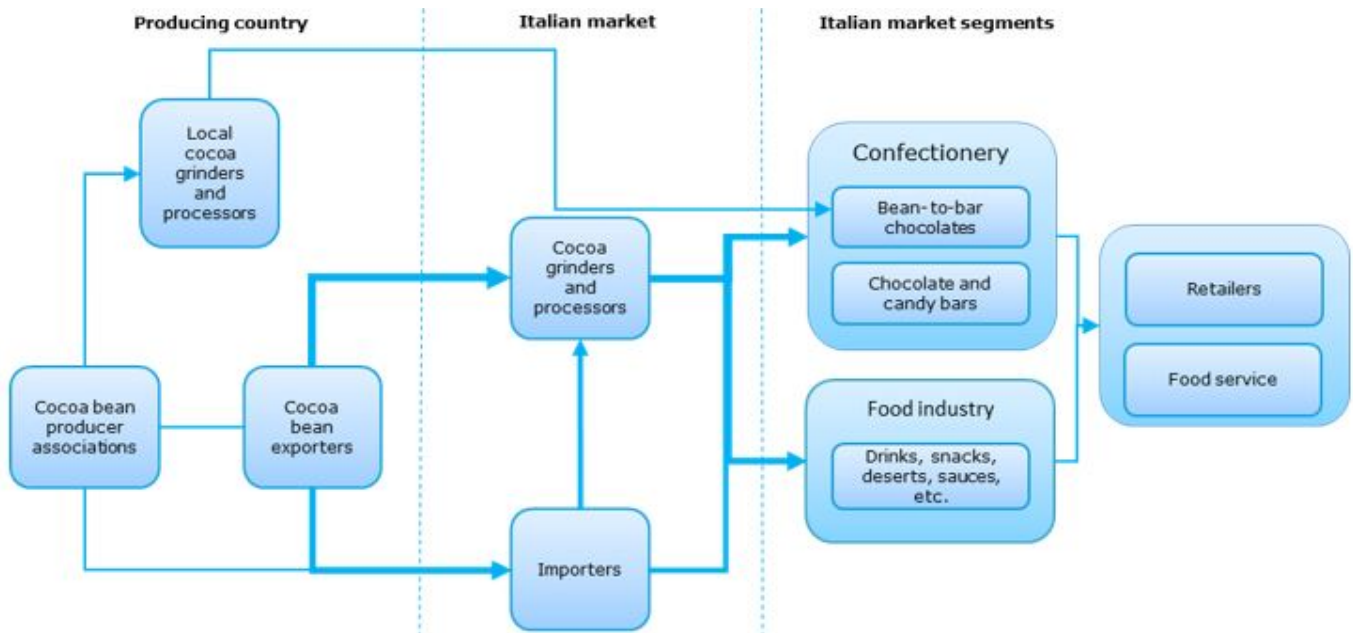 Producing country
Italian market
Italian market segments
Local
cocoa
grinders
and
processors
Cocoa bean
producer
associations
Cocoa
bean
exporters
Cocoa
grinders
and
processors
Importers
Confectionery
Bean-to-bar
chocolates
Chocolate and
candy bars
Food industry
Drinks, snacks,
deserts, sauces,
etc.
Retailers
Food service